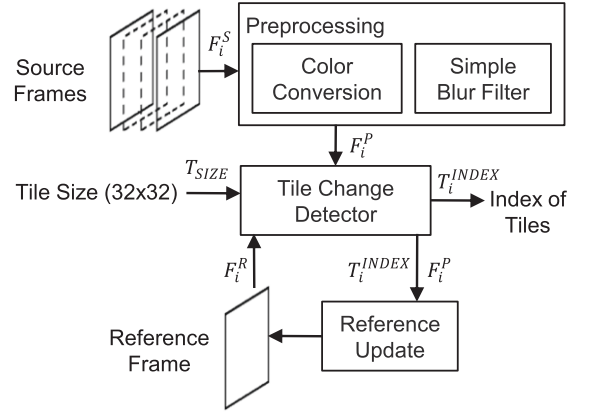 Preprocessing
Source
Frames
F_i^S
Color
Conversion
Simple
Blur Filter
F_i^P
T_SIZE
Tile Size (32x32)
Tile Change
Detector
T_i^INDEX
Index of
Tiles
F_i^R
T_i^INDEX F_i^P
Reference
Frame
Reference
Update